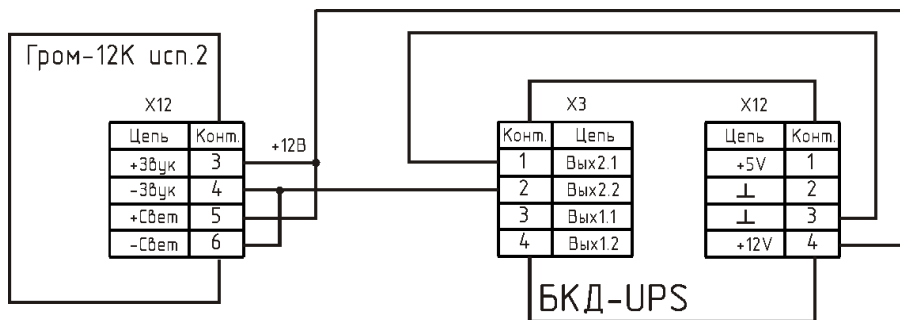 Гром-12К исп.2
X12
Цепь Конт.
+Звук 3
-Звук 4
+Свет 5
-Свет 6
+12В
X3
Конт. Цепь
1 Вых2.1
2 Вых2.2
3 Вых1.1
4 Вых1.2
X12
Цепь Конт.
+5V 1
⊥ 2
⊥ 3
+12V 4
БКД-UPS